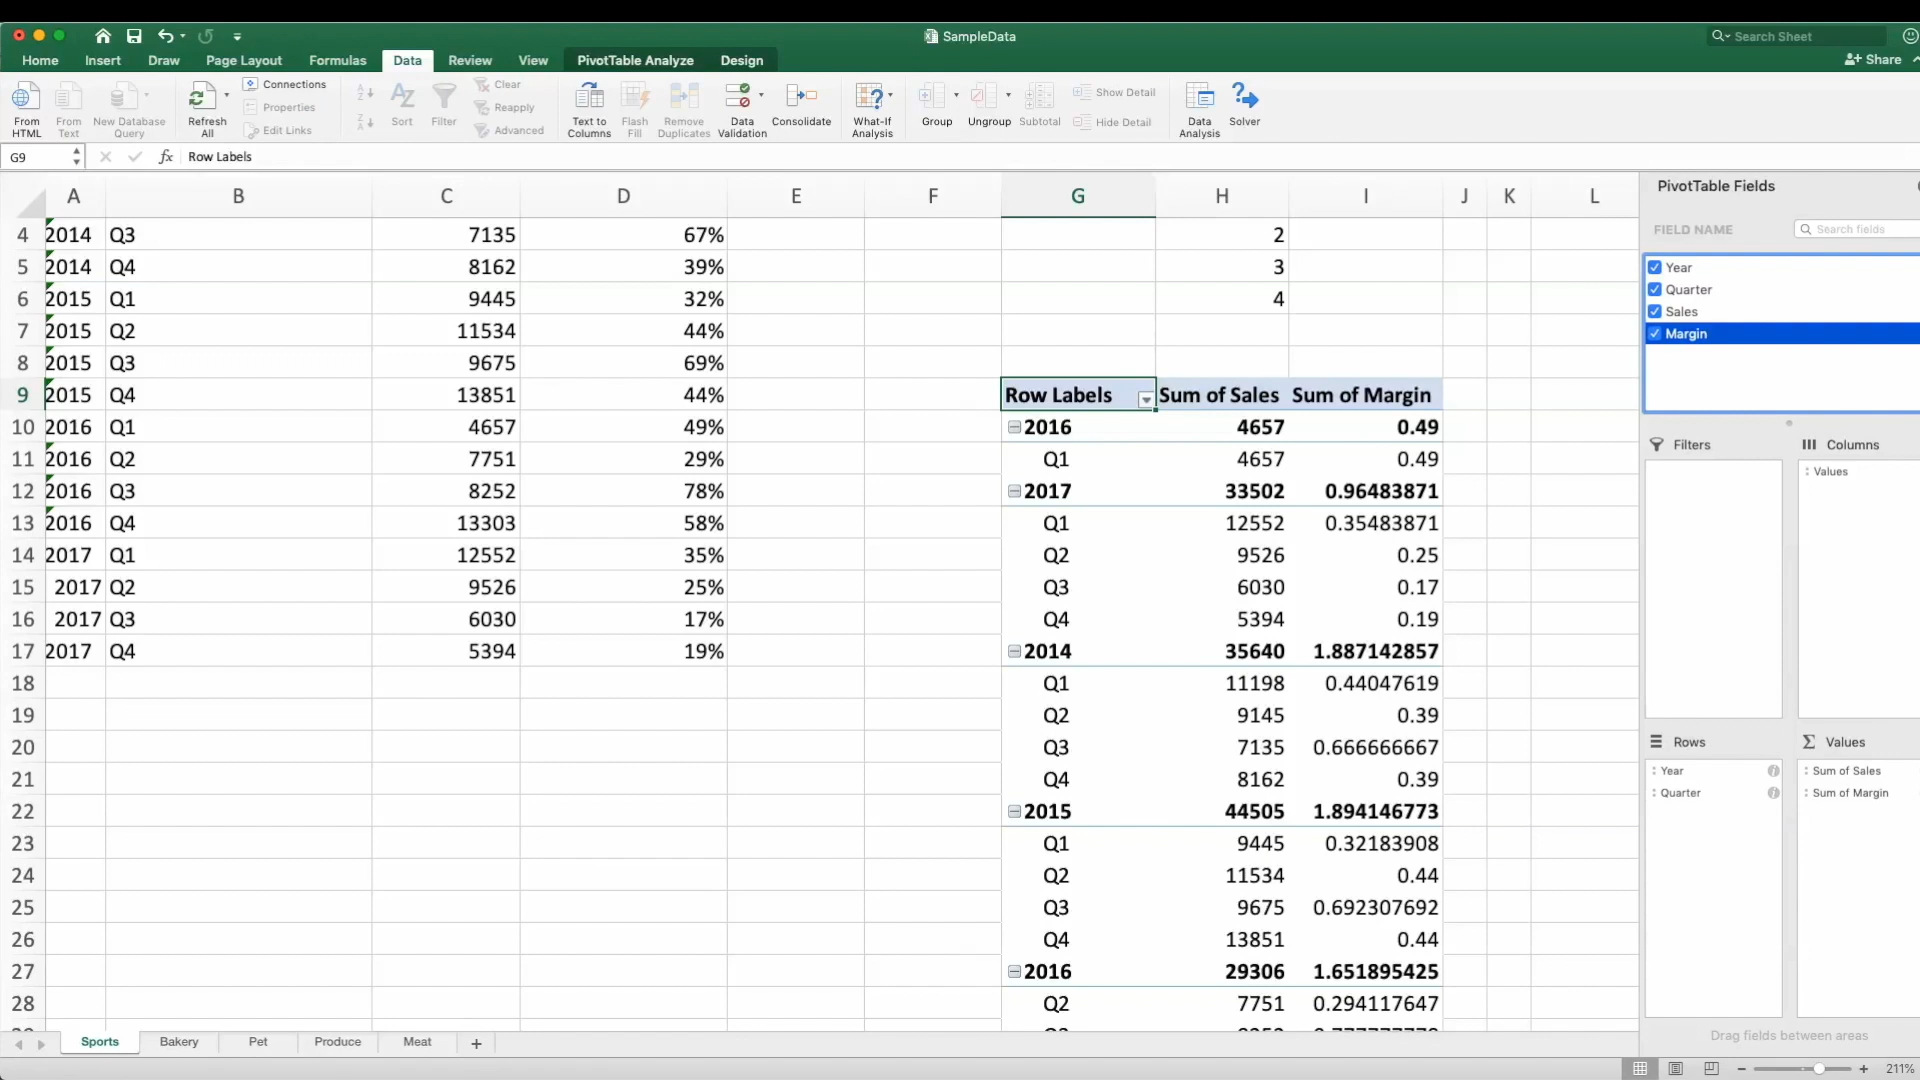 SampleData
Search Sheet
Home Insert Draw Page Layout Formulas Data Review View PivotTable Analyze Design Share
From HTML
From Text
New Database Query
Refresh All
Connections
Properties
Edit Links
Sort
Filter
Clear
Reapply
Advanced
Text to Columns
Flash Fill
Remove Duplicates
Data Validation
Consolidate
What-If Analysis
Group
Ungroup
Subtotal
Show Detail
Hide Detail
Data Analysis
Solver
G9 fx Row Labels
A B C D E F G H I J K L
4 2014 Q3 7135 67% 2
5 2014 Q4 8162 39% 3
6 2015 Q1 9445 32% 4
7 2015 Q2 11534 44%
8 2015 Q3 9675 69%
9 2015 Q4 13851 44% Row Labels Sum of Sales Sum of Margin
10 2016 Q1 4657 49% 2016 4657 0.49
11 2016 Q2 7751 29% Q1 4657 0.49
12 2016 Q3 8252 78% 2017 33502 0.96483871
13 2016 Q4 13303 58% Q1 12552 0.35483871
14 2017 Q1 12552 35% Q2 9526 0.25
15 2017 Q2 9526 25% Q3 6030 0.17
16 2017 Q3 6030 17% Q4 5394 0.19
17 2017 Q4 5394 19% 2014 35640 1.887142857
18 Q1 11198 0.44047619
19 Q2 9145 0.39
20 Q3 7135 0.666666667
21 Q4 8162 0.39
22 2015 44505 1.894146773
23 Q1 9445 0.32183908
24 Q2 11534 0.44
25 Q3 9675 0.692307692
26 Q4 13851 0.44
27 2016 29306 1.651895425
28 Q2 7751 0.294117647
PivotTable Fields
FIELD NAME Search fields
Year
Quarter
Sales
Margin
Filters Columns
Values
Rows Values
Year Sum of Sales
Quarter Sum of Margin
Drag fields between areas
Sports Bakery Pet Produce Meat +
211%